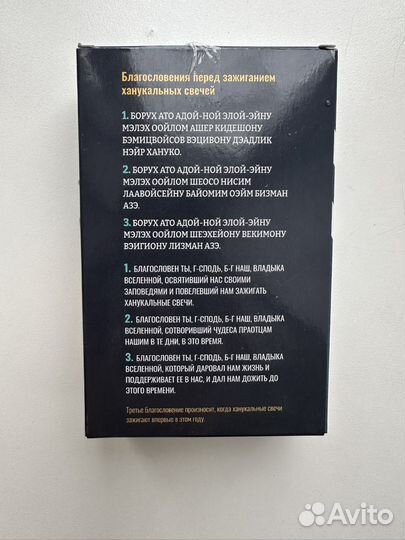 Благословения перед зажиганием
ханукальных свечей
1. БОРУХ АТО АДОЙ-НОЙ ЭЛОЙ-ЭЙНУ
МЭЛЭХ ООЙЛОМ АШЕР КИДЕШОНУ
БЭМИЦВОЙСОВ ВЭЦИВОНУ ДЭАДЛИК
НЭЙР ХАНУКО.
2. БОРУХ АТО АДОЙ-НОЙ ЭЛОЙ-ЭЙНУ
МЭЛЭХ ООЙЛОМ ШЕОСО НИСИМ
ЛААВОЙСЕЙНУ БАЙОМИМ ОЭЙМ БИЗМАН
АЗЭ.
3. БОРУХ АТО АДОЙ-НОЙ ЭЛОЙ-ЭЙНУ
МЭЛЭХ ООЙЛОМ ШЕЭХЕЙОНУ ВЕКИМОНУ
ВЭИГИОНУ ЛИЗМАН АЗЭ.
1. БЛАГОСЛОВЕН ТЫ, Г-СПОДЬ, Б-Г НАШ, ВЛАДЫКА
ВСЕЛЕННОЙ, ОСВЯТИВШИЙ НАС СВОИМИ
ЗАПОВЕДЯМИ И ПОВЕЛЕВШИЙ НАМ ЗАЖИГАТЬ
ХАНУКАЛЬНЫЕ СВЕЧИ.
2. БЛАГОСЛОВЕН ТЫ, Г-СПОДЬ, Б-Г НАШ, ВЛАДЫКА
ВСЕЛЕННОЙ, СОТВОРИВШИЙ ЧУДЕСА ПРАОТЦАМ
НАШИМ В ТЕ ДНИ, В ЭТО ВРЕМЯ.
3. БЛАГОСЛОВЕН ТЫ, Г-СПОДЬ, Б-Г НАШ, ВЛАДЫКА
ВСЕЛЕННОЙ, КОТОРЫЙ ДАРОВАЛ НАМ ЖИЗНЬ И
ПОДДЕРЖИВАЕТ ЕЕ В НАС, И ДАЛ НАМ ДОЖИТЬ ДО
ЭТОГО ВРЕМЕНИ.
Третье Благословение произносят, когда ханукальные свечи
зажигают впервые в этом году.
Avito